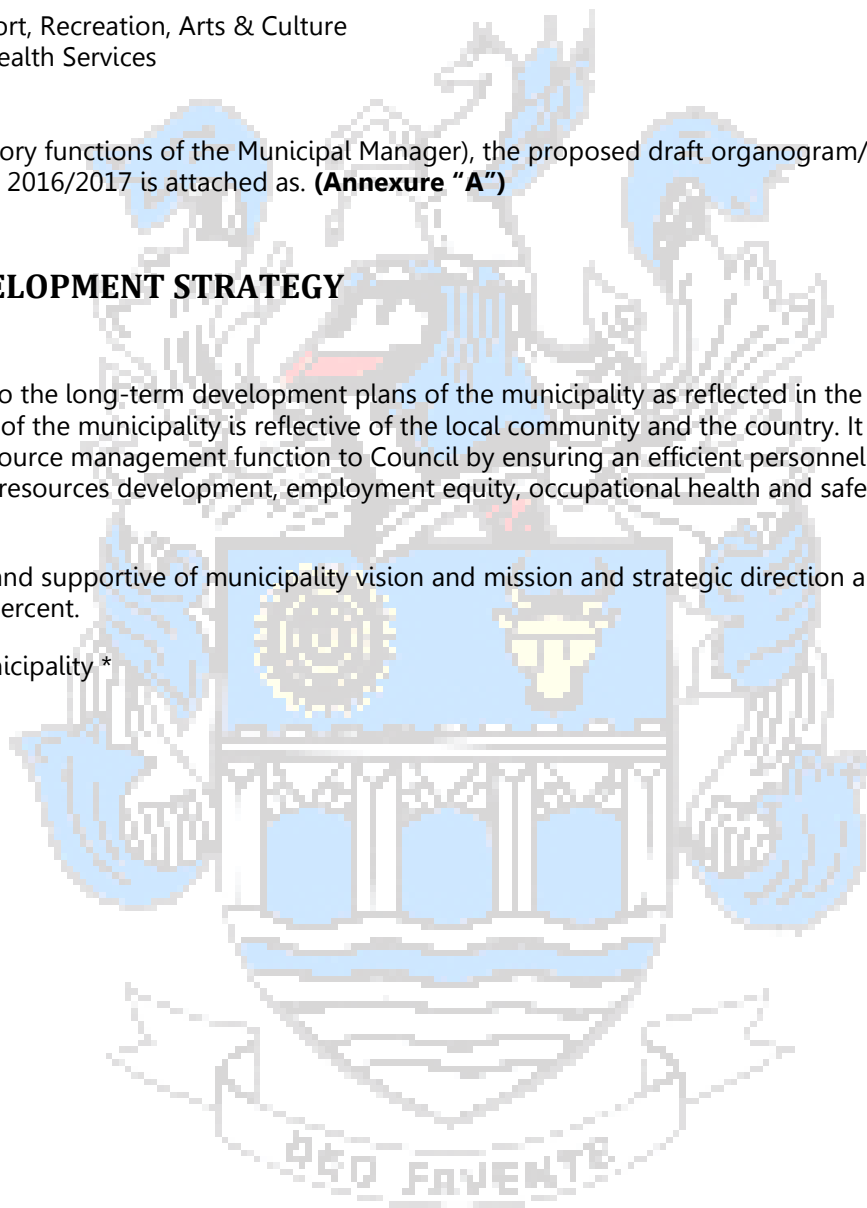 ort, Recreation, Arts & Culture
ealth Services
ory functions of the Municipal Manager), the proposed draft organogram/
2016/2017 is attached as. (Annexure “A”)
ELOPMENT STRATEGY
o the long-term development plans of the municipality as reflected in the
of the municipality is reflective of the local community and the country. It
source management function to Council by ensuring an efficient personnel
resources development, employment equity, occupational health and safe
and supportive of municipality vision and mission and strategic direction a
ercent.
nicipality *
DEO FAVENTE